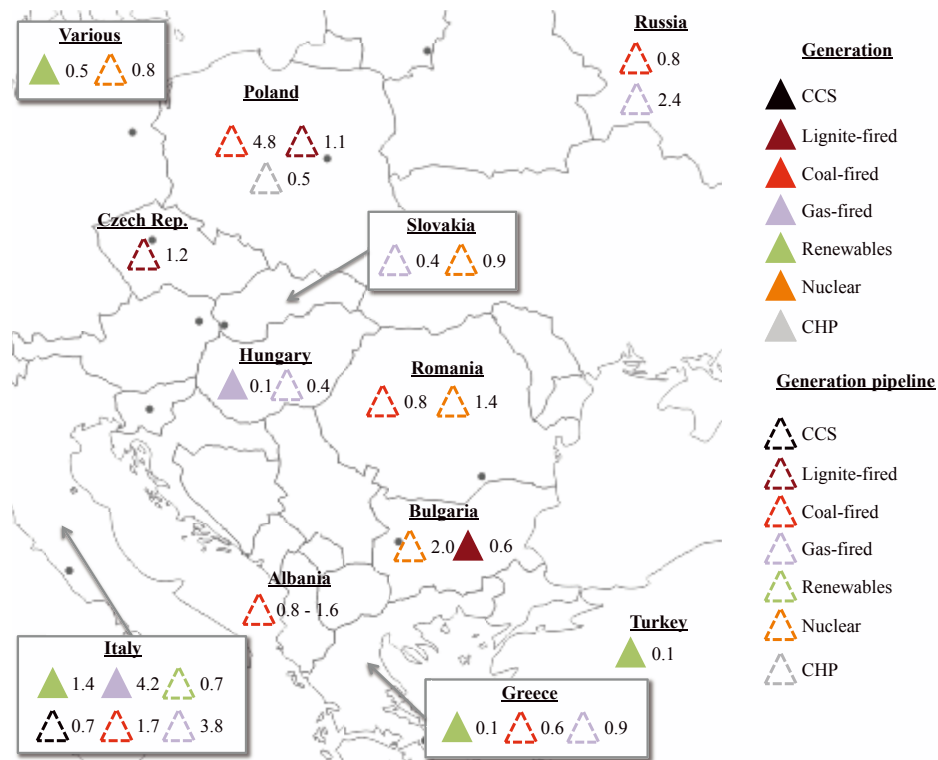 Various
0.5 0.8
Russia
0.8
2.4
Poland
4.8 1.1
0.5
Czech Rep.
1.2
Slovakia
0.4 0.9
Hungary
0.1 0.4
Romania
0.8 1.4
Bulgaria
2.0 0.6
Albania
0.8 - 1.6
Turkey
0.1
Italy
1.4 4.2 0.7
0.7 1.7 3.8
Greece
0.1 0.6 0.9
Generation
CCS
Lignite-fired
Coal-fired
Gas-fired
Renewables
Nuclear
CHP
Generation pipeline
CCS
Lignite-fired
Coal-fired
Gas-fired
Renewables
Nuclear
CHP